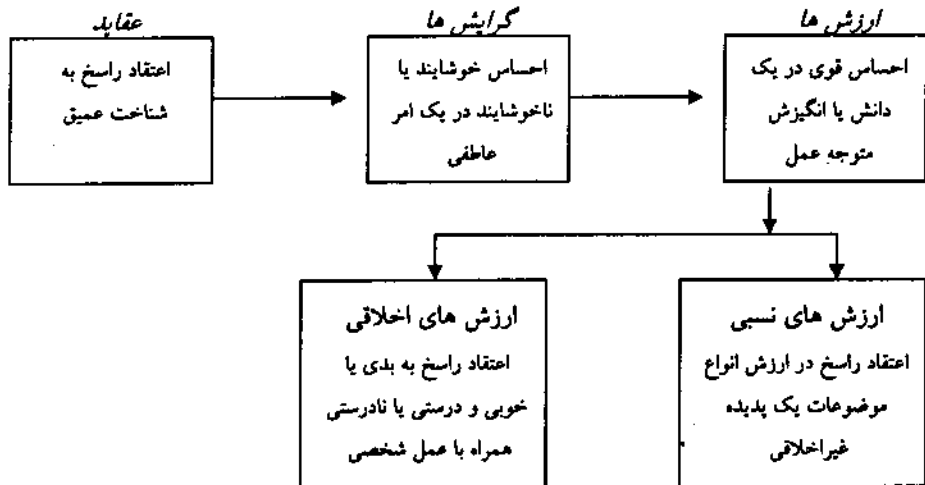 ارزش ها
احساس قوی در یک
دانش یا انگیزش
متوجه عمل
گرایش ها
احساس خوشایند یا
ناخوشایند در یک امر
عاطفی
عقاید
اعتقاد راسخ به
شناخت عمیق
ارزش های نسبی
اعتقاد راسخ در ارزش انواع
موضوعات یک پدیده
غیراخلاقی
ارزش های اخلاقی
اعتقاد راسخ به بدی یا
خوبی و درستی یا نادرستی
همراه با عمل شخصی